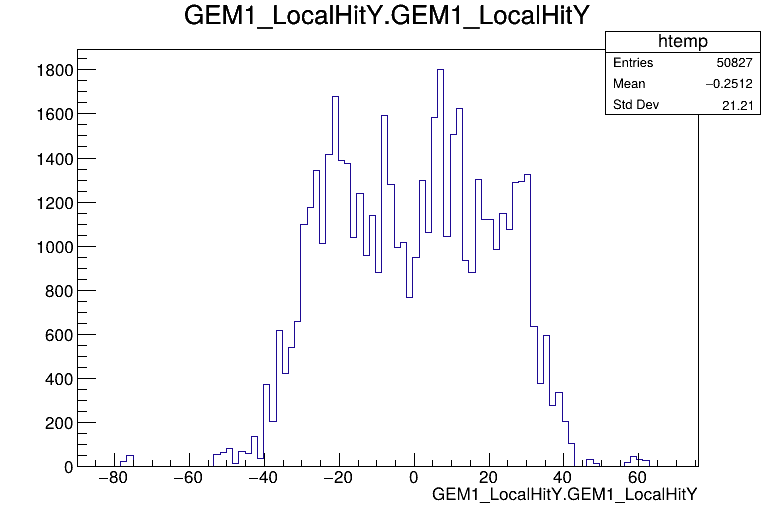 GEM1_LocalHitY.GEM1_LocalHitY
htemp
Entries 50827
Mean −0.2512
Std Dev 21.21
1800
1600
1400
1200
1000
800
600
400
200
0
−80 −60 −40 −20 0 20 40 60
GEM1_LocalHitY.GEM1_LocalHitY